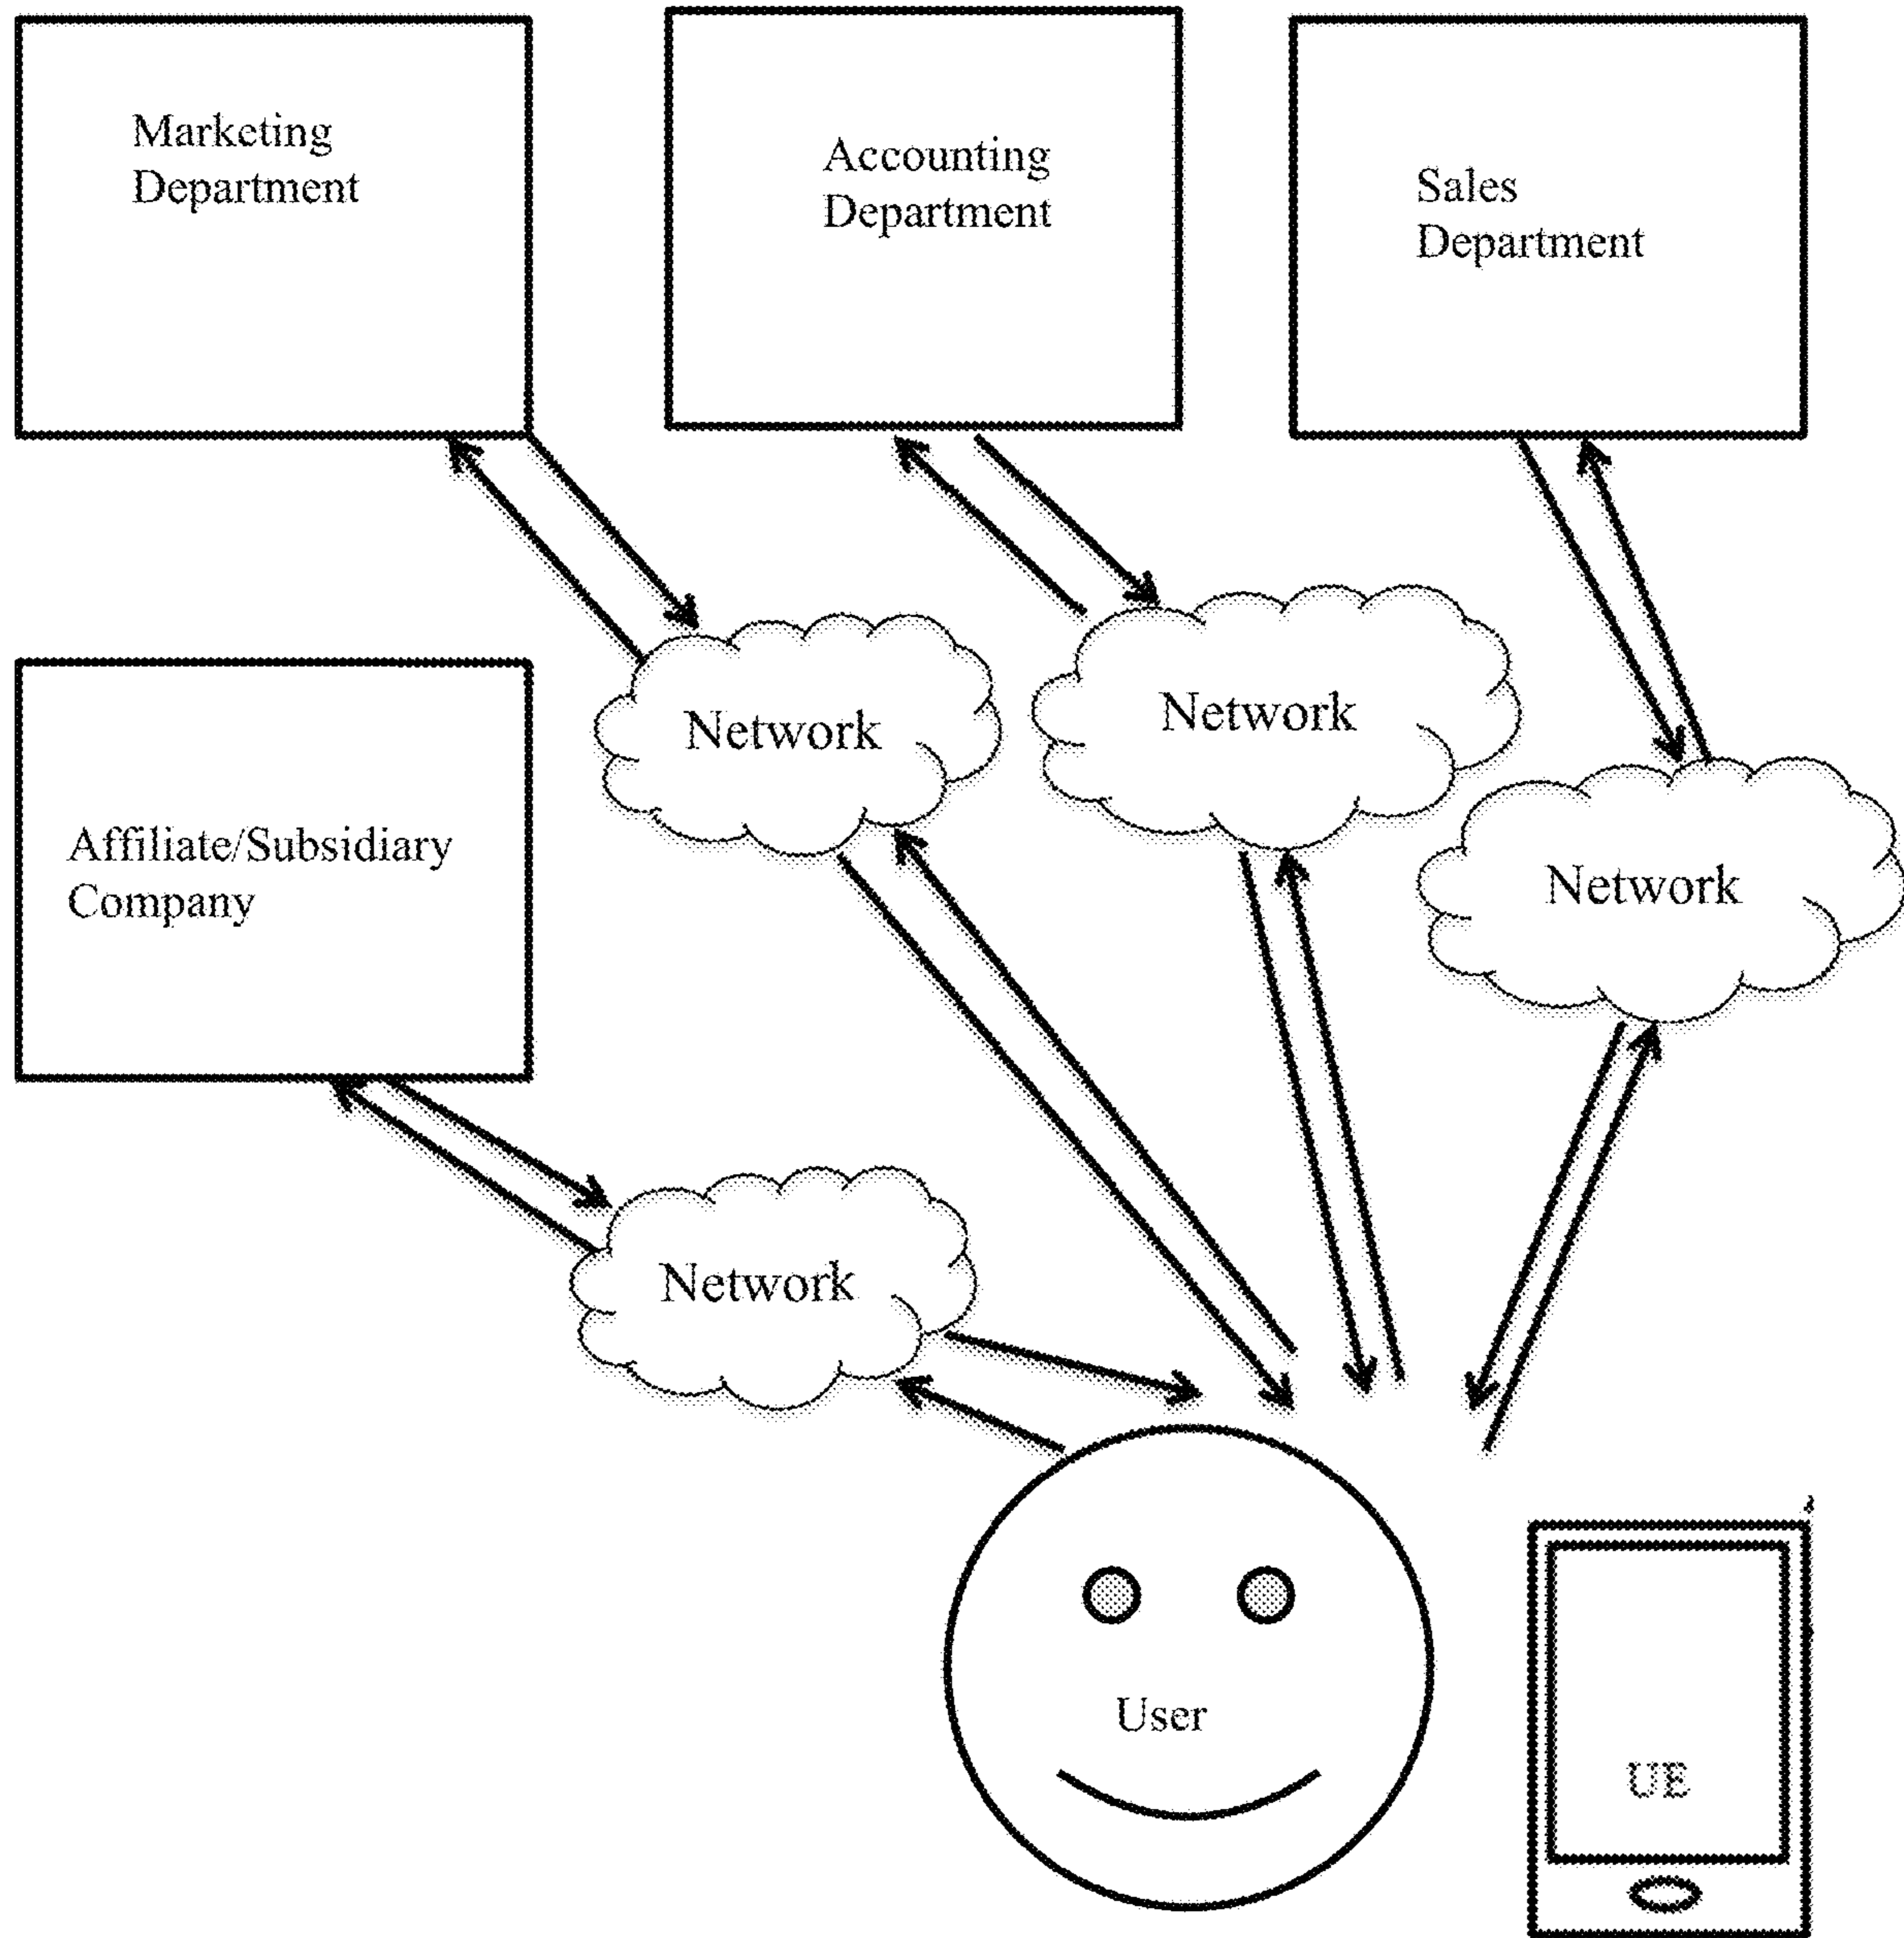 Marketing
Department
Accounting
Department
Sales
Department
Affiliate/Subsidiary
Company
Network
Network
Network
Network
User
UE